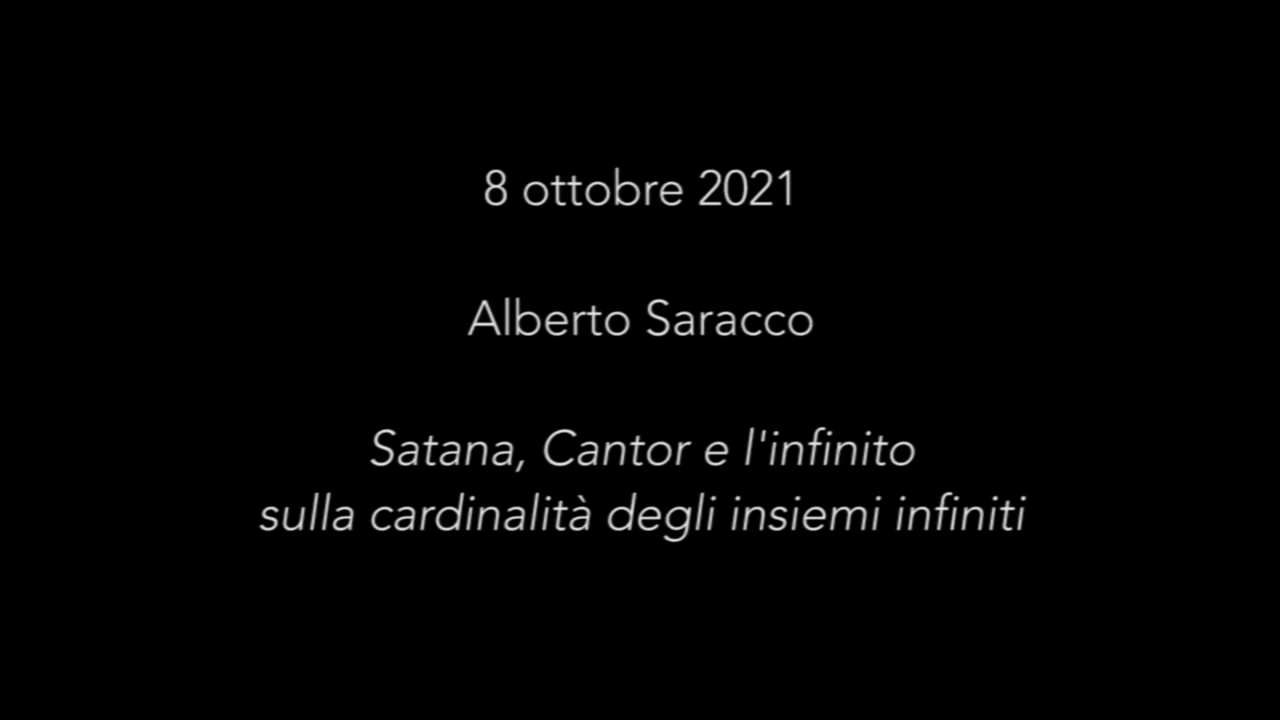 8 ottobre 2021
Alberto Saracco
Satana, Cantor e l'infinito
sulla cardinalità degli insiemi infiniti